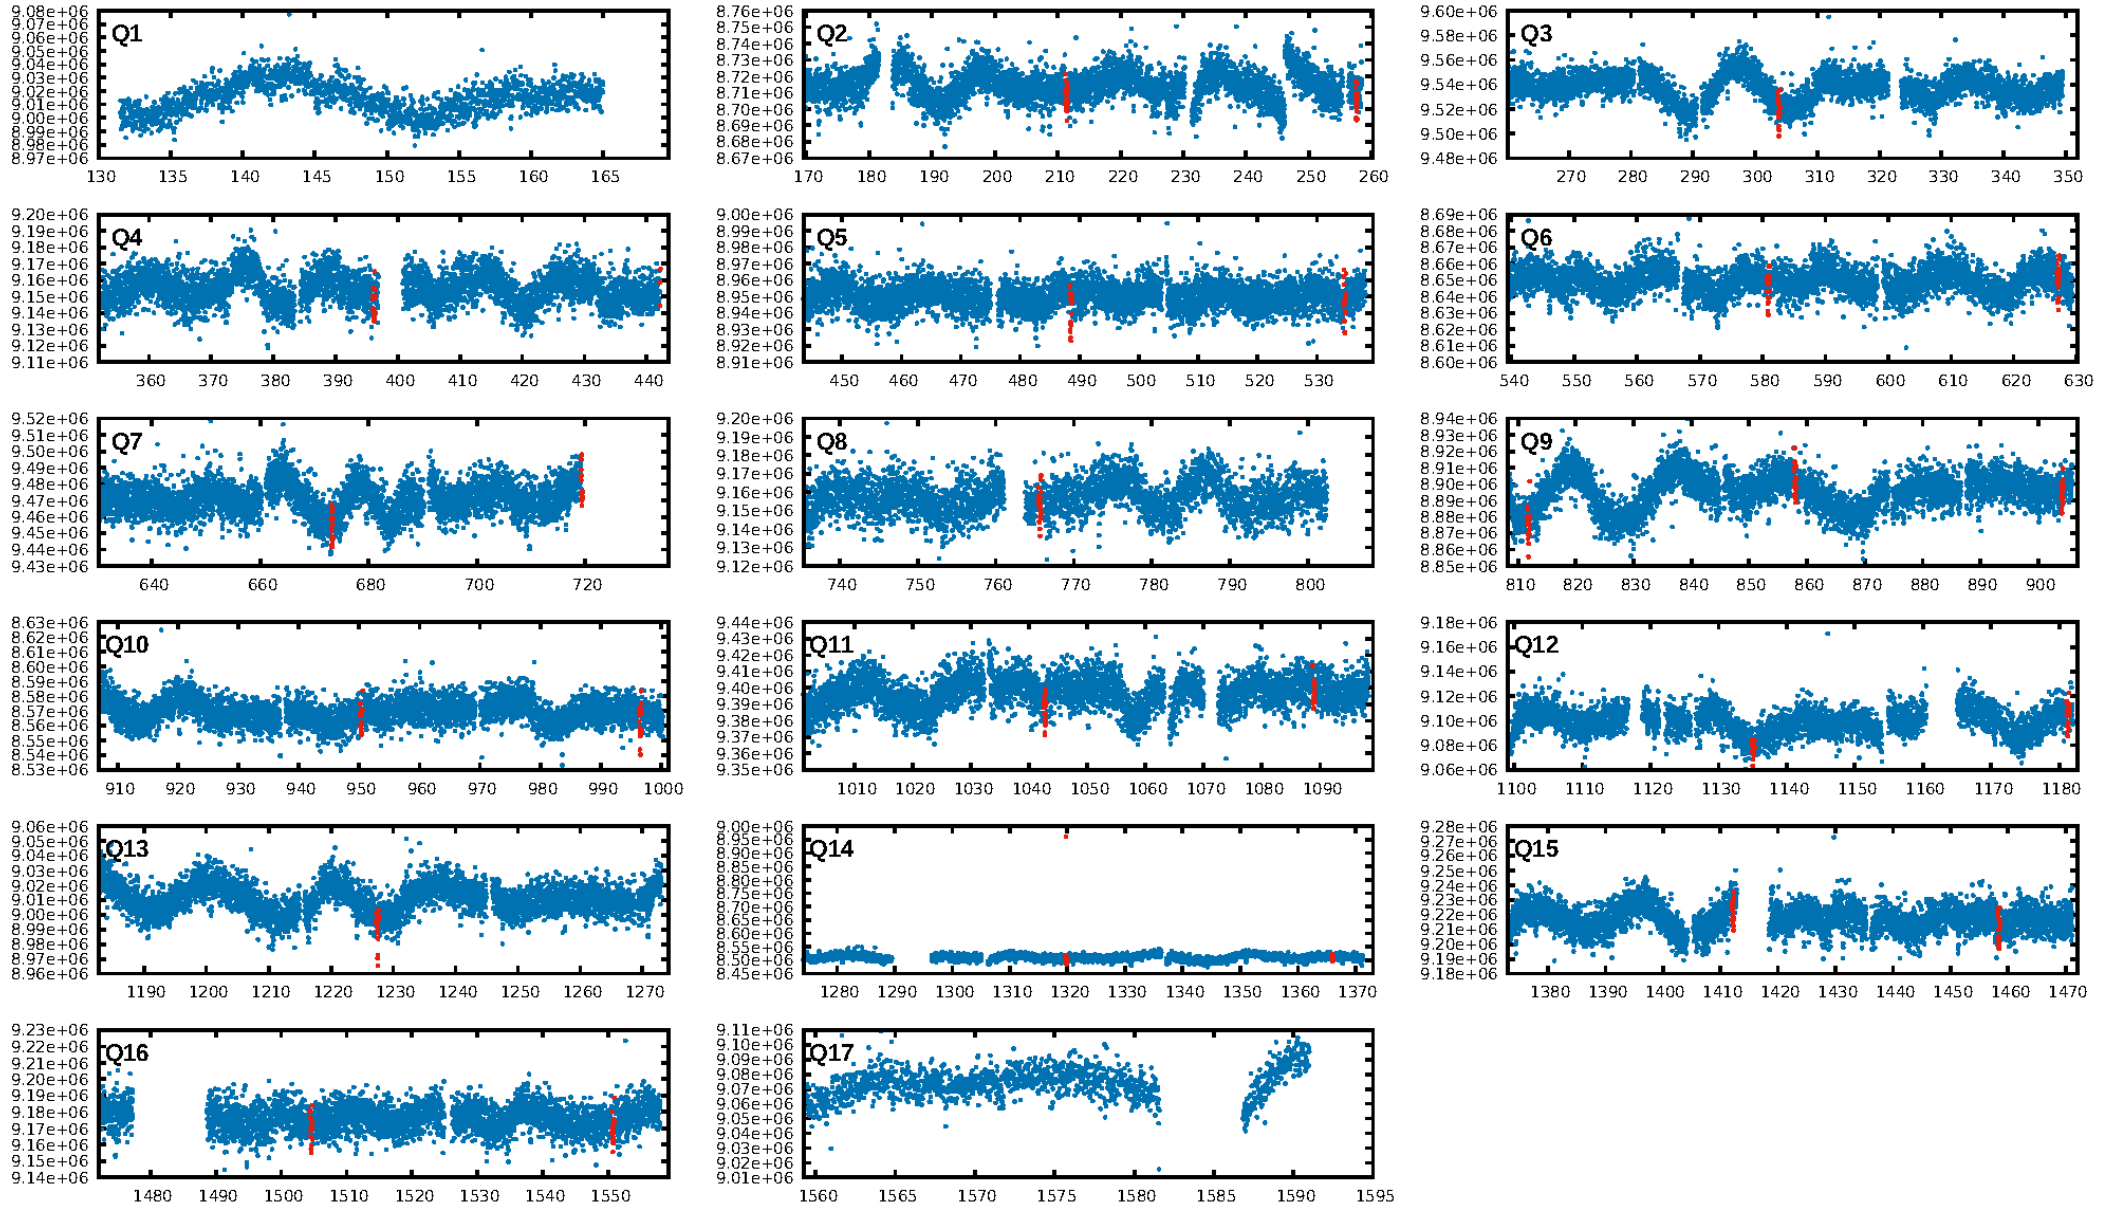 9.08e+06
9.07e+06
9.06e+06
9.05e+06
9.04e+06
9.03e+06
9.02e+06
9.01e+06
9.00e+06
8.99e+06
8.98e+06
8.97e+06
Q1
130 135 140 145 150 155 160 165
8.76e+06
8.75e+06
8.74e+06
8.73e+06
8.72e+06
8.71e+06
8.70e+06
8.69e+06
8.68e+06
8.67e+06
Q2
170 180 190 200 210 220 230 240 250 260
9.60e+06
9.58e+06
9.56e+06
9.54e+06
9.52e+06
9.50e+06
9.48e+06
Q3
270 280 290 300 310 320 330 340 350
9.20e+06
9.19e+06
9.18e+06
9.17e+06
9.16e+06
9.15e+06
9.14e+06
9.13e+06
9.12e+06
9.11e+06
Q4
360 370 380 390 400 410 420 430 440
9.00e+06
8.99e+06
8.98e+06
8.97e+06
8.96e+06
8.95e+06
8.94e+06
8.93e+06
8.92e+06
8.91e+06
Q5
450 460 470 480 490 500 510 520 530
8.69e+06
8.68e+06
8.67e+06
8.66e+06
8.65e+06
8.64e+06
8.63e+06
8.62e+06
8.61e+06
8.60e+06
Q6
540 550 560 570 580 590 600 610 620 630
9.52e+06
9.51e+06
9.50e+06
9.49e+06
9.48e+06
9.47e+06
9.46e+06
9.45e+06
9.44e+06
9.43e+06
Q7
640 660 680 700 720
9.20e+06
9.19e+06
9.18e+06
9.17e+06
9.16e+06
9.15e+06
9.14e+06
9.13e+06
9.12e+06
Q8
740 750 760 770 780 790 800
8.94e+06
8.93e+06
8.92e+06
8.91e+06
8.90e+06
8.89e+06
8.88e+06
8.87e+06
8.86e+06
8.85e+06
Q9
810 820 830 840 850 860 870 880 890 900
8.63e+06
8.62e+06
8.61e+06
8.60e+06
8.59e+06
8.58e+06
8.57e+06
8.56e+06
8.55e+06
8.54e+06
8.53e+06
Q10
910 920 930 940 950 960 970 980 990 1000
9.44e+06
9.43e+06
9.42e+06
9.41e+06
9.40e+06
9.39e+06
9.38e+06
9.37e+06
9.36e+06
9.35e+06
Q11
1010 1020 1030 1040 1050 1060 1070 1080 1090
9.18e+06
9.16e+06
9.14e+06
9.12e+06
9.10e+06
9.08e+06
9.06e+06
Q12
1100 1110 1120 1130 1140 1150 1160 1170 1180
9.06e+06
9.05e+06
9.04e+06
9.03e+06
9.02e+06
9.01e+06
9.00e+06
8.99e+06
8.98e+06
8.97e+06
8.96e+06
Q13
1190 1200 1210 1220 1230 1240 1250 1260 1270
9.00e+06
8.95e+06
8.90e+06
8.85e+06
8.80e+06
8.75e+06
8.70e+06
8.65e+06
8.60e+06
8.55e+06
8.50e+06
8.45e+06
Q14
1280 1290 1300 1310 1320 1330 1340 1350 1360 1370
9.28e+06
9.27e+06
9.26e+06
9.25e+06
9.24e+06
9.23e+06
9.22e+06
9.21e+06
9.20e+06
9.19e+06
9.18e+06
Q15
1380 1390 1400 1410 1420 1430 1440 1450 1460 1470
9.23e+06
9.22e+06
9.21e+06
9.20e+06
9.19e+06
9.18e+06
9.17e+06
9.16e+06
9.15e+06
9.14e+06
Q16
1480 1490 1500 1510 1520 1530 1540 1550
9.11e+06
9.10e+06
9.09e+06
9.08e+06
9.07e+06
9.06e+06
9.05e+06
9.04e+06
9.03e+06
9.02e+06
9.01e+06
Q17
1560 1565 1570 1575 1580 1585 1590 1595